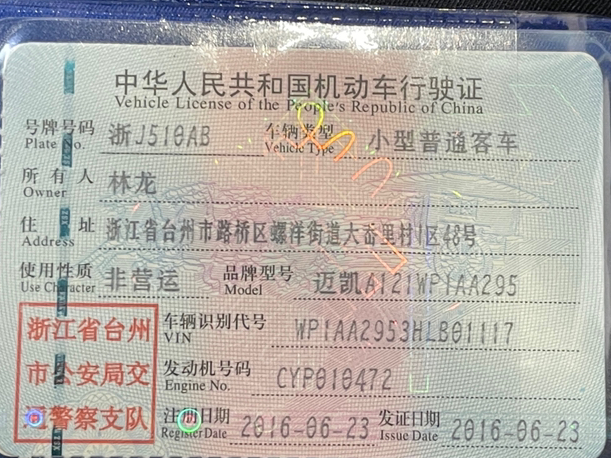 中华人民共和国机动车行驶证
Vehicle License of the People's Republic of China
号牌号码 浙J510AB 车辆类型 小型普通客车
Plate No. Vehicle Type
所有人 林龙
Owner
住址 浙江省台州市路桥区螺洋街道大岙里村V区48号
Address
使用性质 非营运 品牌型号 迈凯A121WP1AA295
Use Character Model
浙江省台州 车辆识别代号 WP1AA2953HLB01117
VIN
市公安局交 发动机号码 CYP010472
Engine No.
通警察支队 注册日期 2016-06-23 发证日期 2016-06-23
Register Date Issue Date